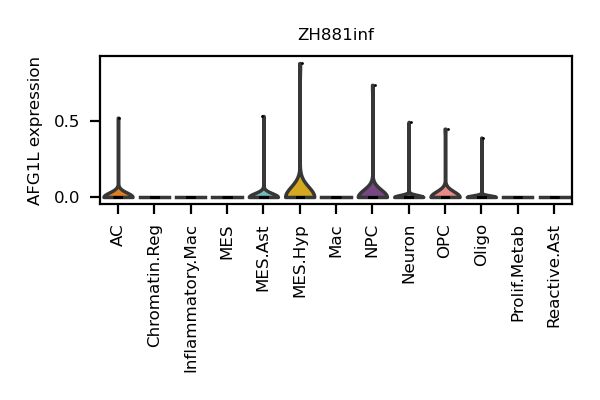 ZH881inf
AFG1L expression
0.5
0.0
AC
Chromatin.Reg
Inflammatory.Mac
MES
MES.Ast
MES.Hyp
Mac
NPC
Neuron
OPC
Oligo
Prolif.Metab
Reactive.Ast